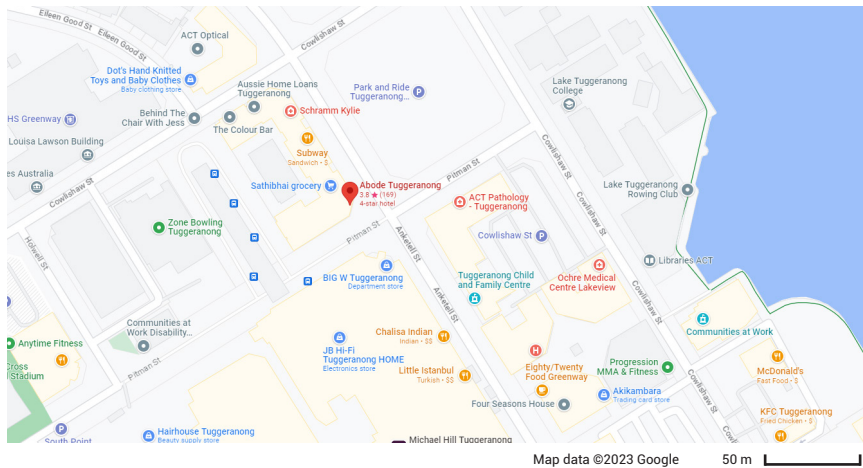 Eileen Good St
Eileen Good St
ACT Optical
Cowlishaw St
Dot's Hand Knitted
Toys and Baby Clothes
Baby clothing store
Aussie Home Loans
Tuggeranong
Park and Ride
Tuggeranong...
Lake Tuggeranong
College
Behind The
Chair With Jess
Schramm Kylie
HS Greenway
The Colour Bar
Louisa Lawson Building
Subway
Sandwich · $
Pitman St
Cowlishaw St
es Australia
Sathibhai grocery
Abode Tuggeranong
3.8 ★ (169)
4-star hotel
Cowlishaw St
ACT Pathology
- Tuggeranong
Lake Tuggeranong
Rowing Club
Zone Bowling
Tuggeranong
Pitman St
Anketell St
Cowlishaw St
Holwell St
Libraries ACT
BIG W Tuggeranong
Department store
Tuggeranong Child
and Family Centre
Ochre Medical
Centre Lakeview
Cowlishaw St
Anketell St
Communities at
Work Disability...
Chalisa Indian
Indian · $$
Communities at Work
Anytime Fitness
JB Hi-Fi
Tuggeranong HOME
Electronics store
Pitman St
Cross
Stadium
Little Istanbul
Turkish · $$
Eighty/Twenty
Food Greenway
Progression
MMA & Fitness
McDonald's
Fast Food · $
Akikambara
Trading card store
Four Seasons House
Cowlishaw St
KFC Tuggeranong
Fried Chicken · $
South Point
Hairhouse Tuggeranong
Beauty supply store
Michael Hill Tuggeranong
Map data ©2023 Google
50 m